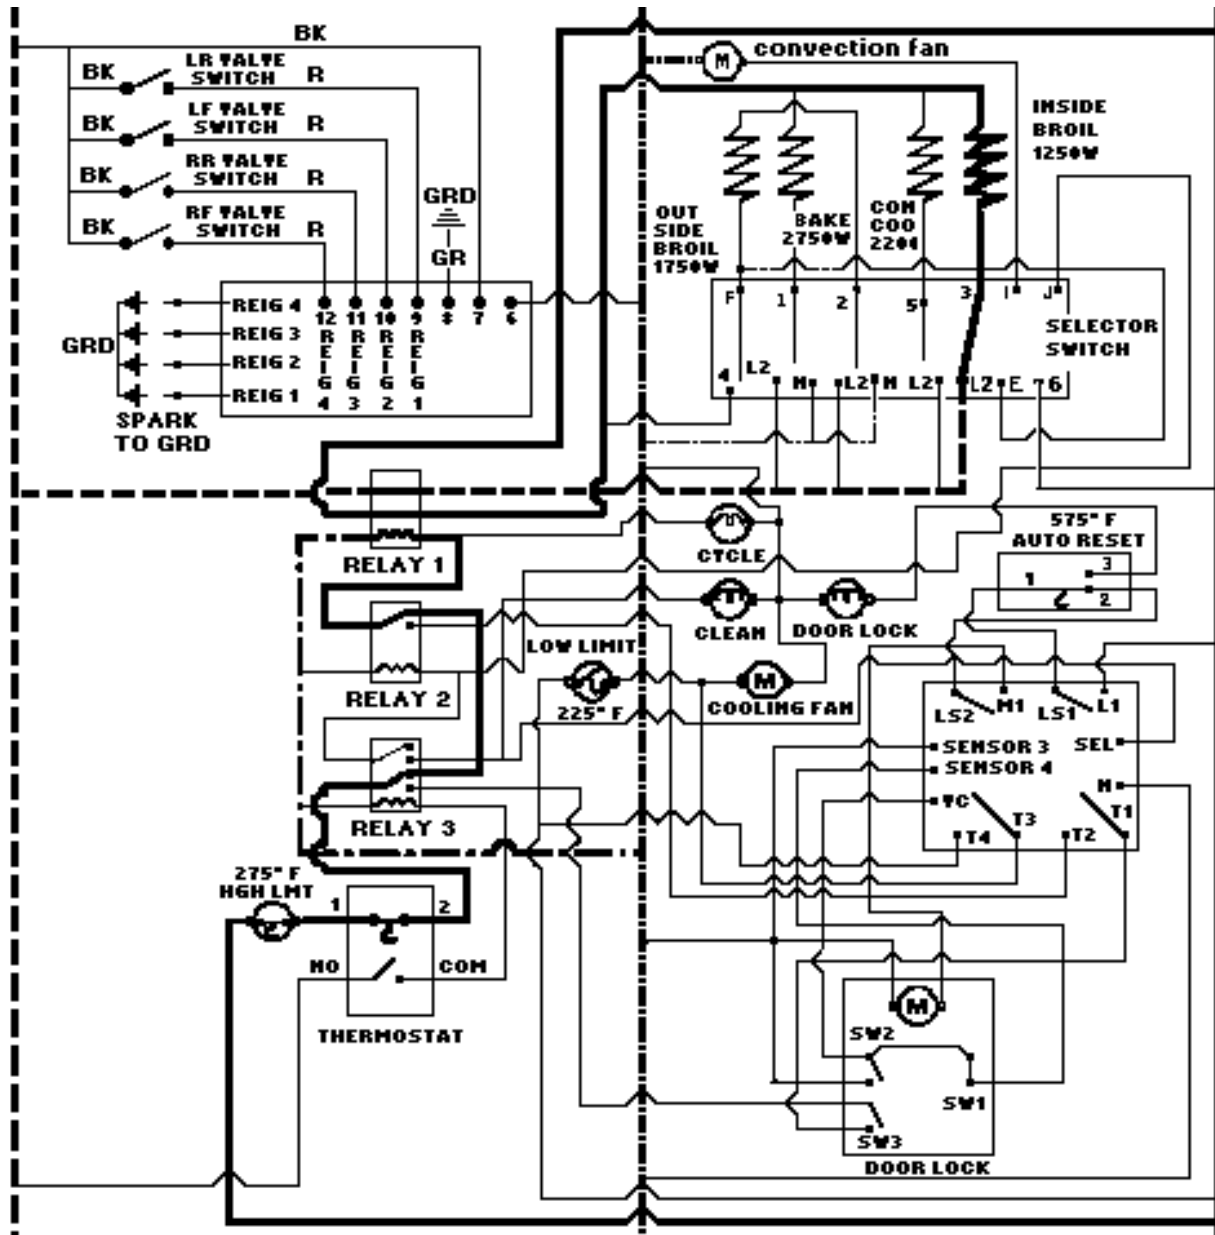 BK
convection fan
M
LR VALVE
SWITCH
BK
R
LF VALVE
SWITCH
BK
R
RR VALVE
SWITCH
BK
R
RF VALVE
SWITCH
BK
R
GRD
GR
INSIDE
BROIL
1250W
OUT
SIDE
BROIL
1750W
BAKE
2750W
CON
COO
220
REIG 4
REIG 3
REIG 2
REIG 1
12 11 10 9 8 7 6
REIG 4
REIG 3
REIG 2
REIG 1
GRD
SPARK
TO GRD
F 1 2 5 3 I J
SELECTOR
SWITCH
4 L2 N L2 N L2 L2 E 6
RELAY 1
CYCLE
575° F
AUTO RESET
3
1
2
CLEAN
DOOR LOCK
LOW LIMIT
225° F
RELAY 2
M
COOLING FAN
LS2 M1 LS1 L1
SENSOR 3
SEL
SENSOR 4
N
TC
T3
T1
T4
T2
RELAY 3
275° F
HGH LMT
1
2
NO
COM
THERMOSTAT
M
SW2
SW1
SW3
DOOR LOCK